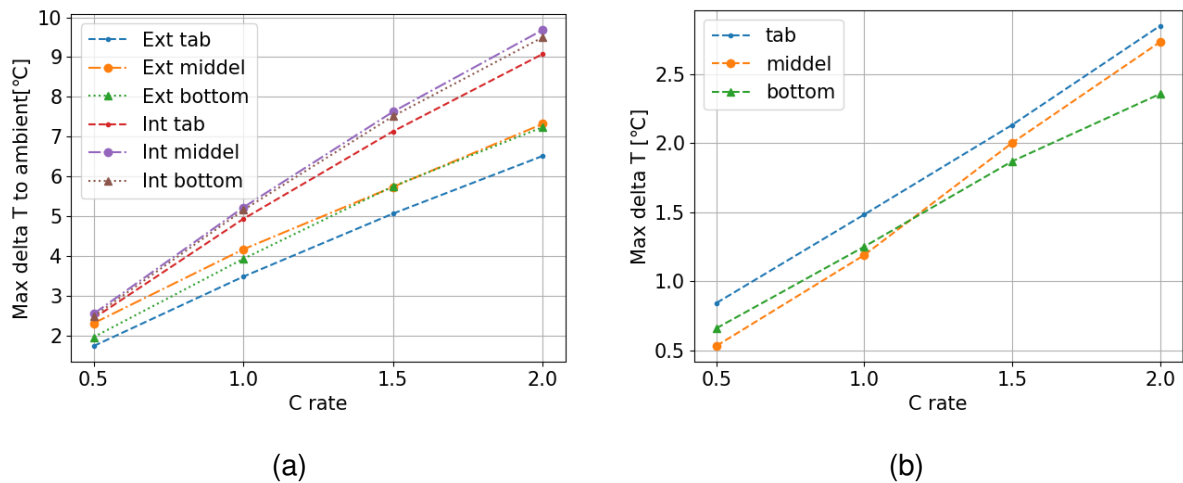 10
9
8
7
6
5
4
3
2
Max delta T to ambient[℃]
Ext tab
Ext middel
Ext bottom
Int tab
Int middel
Int bottom
0.5 1.0 1.5 2.0
C rate
(a)
2.5
2.0
1.5
1.0
0.5
Max delta T [℃]
tab
middel
bottom
0.5 1.0 1.5 2.0
C rate
(b)